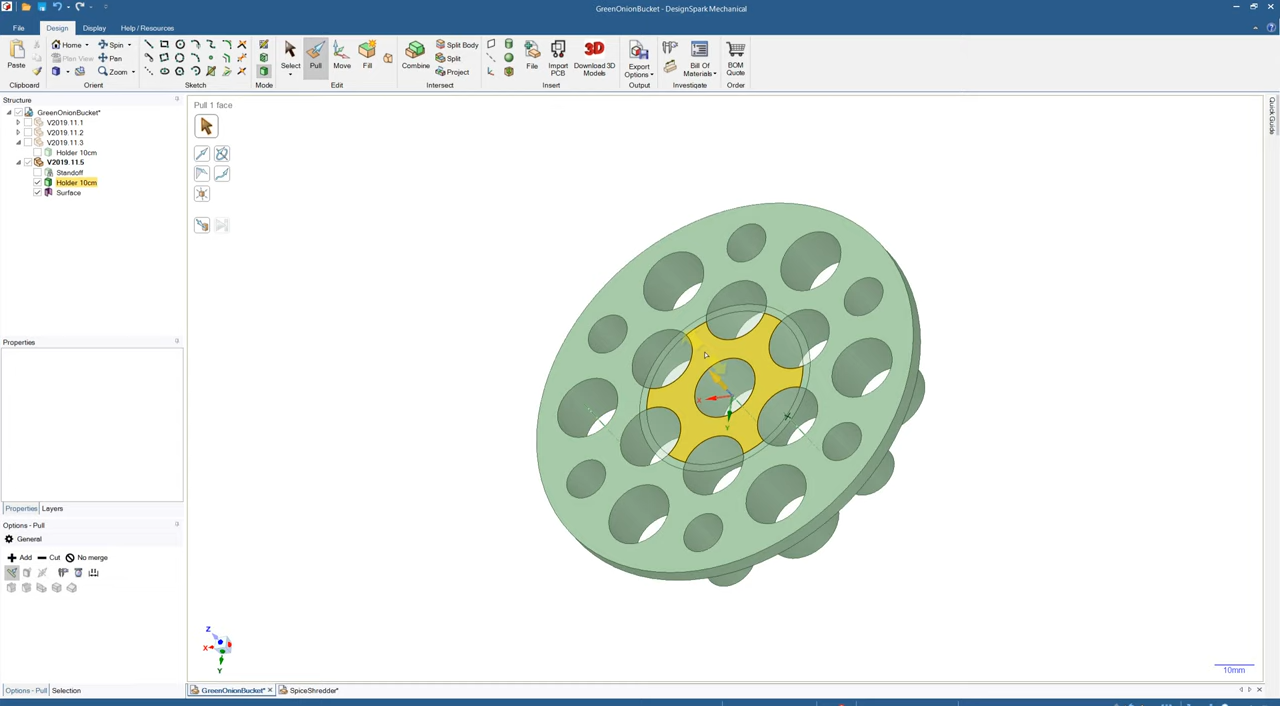 GreenOnionBucket - DesignSpark Mechanical
File Design Display Help / Resources
Paste
Home Spin
Plan View Pan
Zoom
Select Pull Move Fill
Combine
Split Body
Split
Project
File Import PCB Download 3D Models
Export Options
Bill Of Materials
BOM Quote
Clipboard Orient Sketch Mode Edit Intersect Insert Output Investigate Order
Structure
GreenOnionBucket*
V2019.11.1
V2019.11.2
V2019.11.3
Holder 10cm
V2019.11.5
Standoff
Holder 10cm
Surface
Pull 1 face
Quick Guide
X
Y
Properties
Properties Layers
Options - Pull
General
Add Cut No merge
Z
X
Y
10mm
Options - Pull Selection
GreenOnionBucket* SpiceShredder*